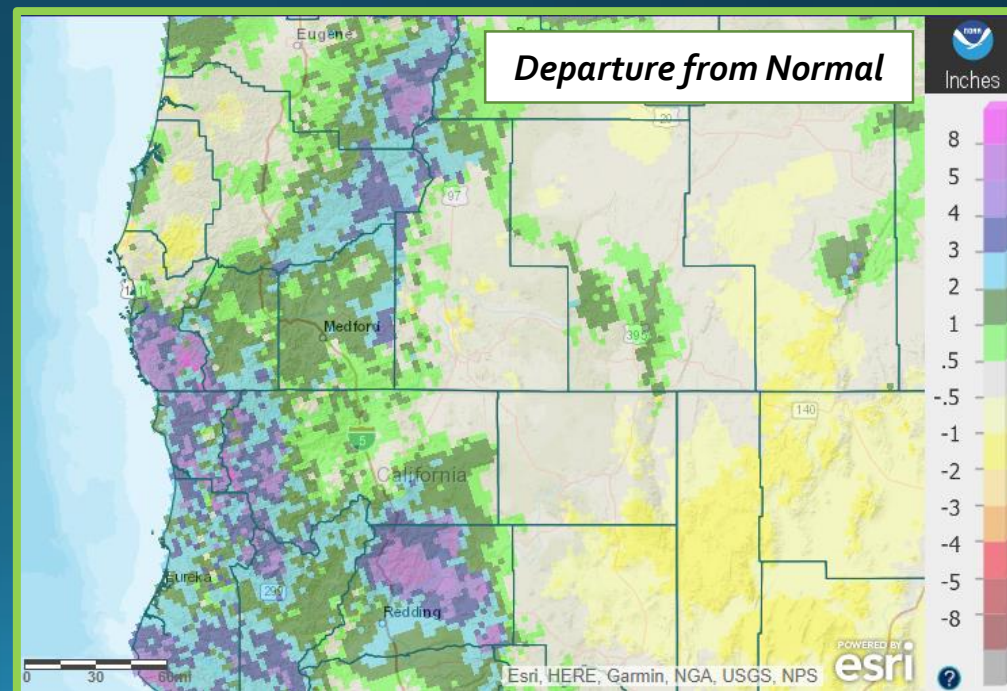 Eugene
Departure from Normal
noaa
Inches
20
8
5
4
3
2
1
.5
-.5
-1
-2
-3
-4
-5
-8
97
101
Medford
395
140
5
California
Eureka
299
Redding
0 30 60mi
Esri, HERE, Garmin, NGA, USGS, NPS
POWERED BY
esri
?